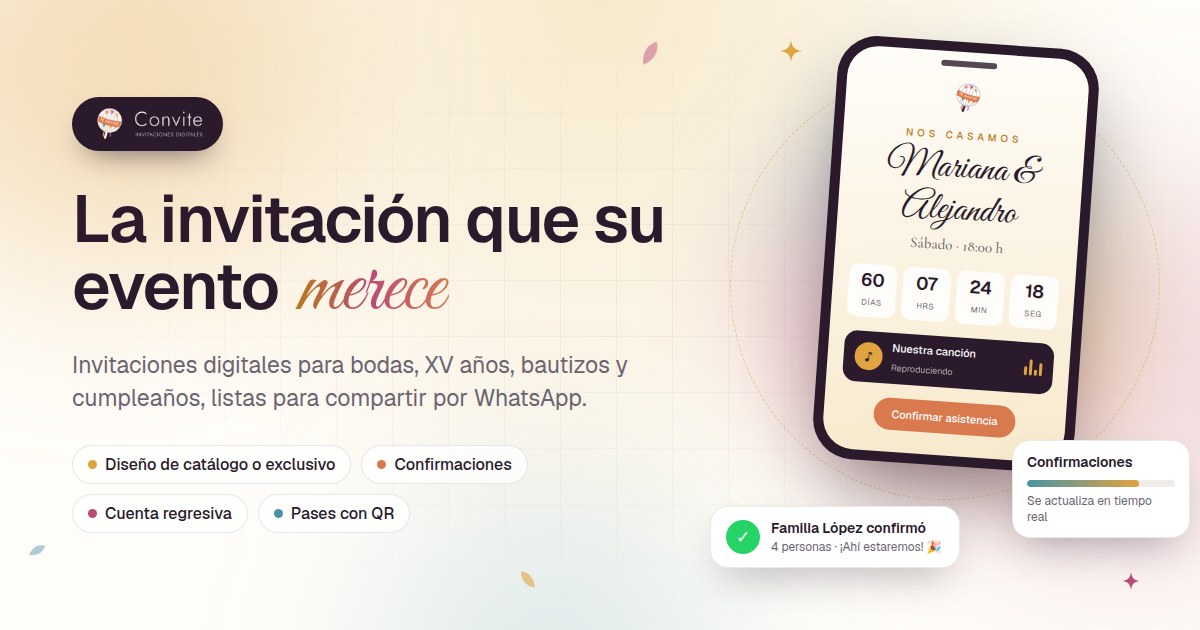 Convite
INVITACIONES DIGITALES
La invitación que su
evento merece
Invitaciones digitales para bodas, XV años, bautizos y
cumpleaños, listas para compartir por WhatsApp.
Diseño de catálogo o exclusivo
Confirmaciones
Cuenta regresiva
Pases con QR
NOS CASAMOS
Mariana &
Alejandro
Sábado · 18:00 h
60 07 24 18
DÍAS HRS MIN SEG
Nuestra canción
Reproduciendo
Confirmar asistencia
Confirmaciones
Se actualiza en tiempo
real
Familia López confirmó
4 personas · ¡Ahí estaremos! 🎉